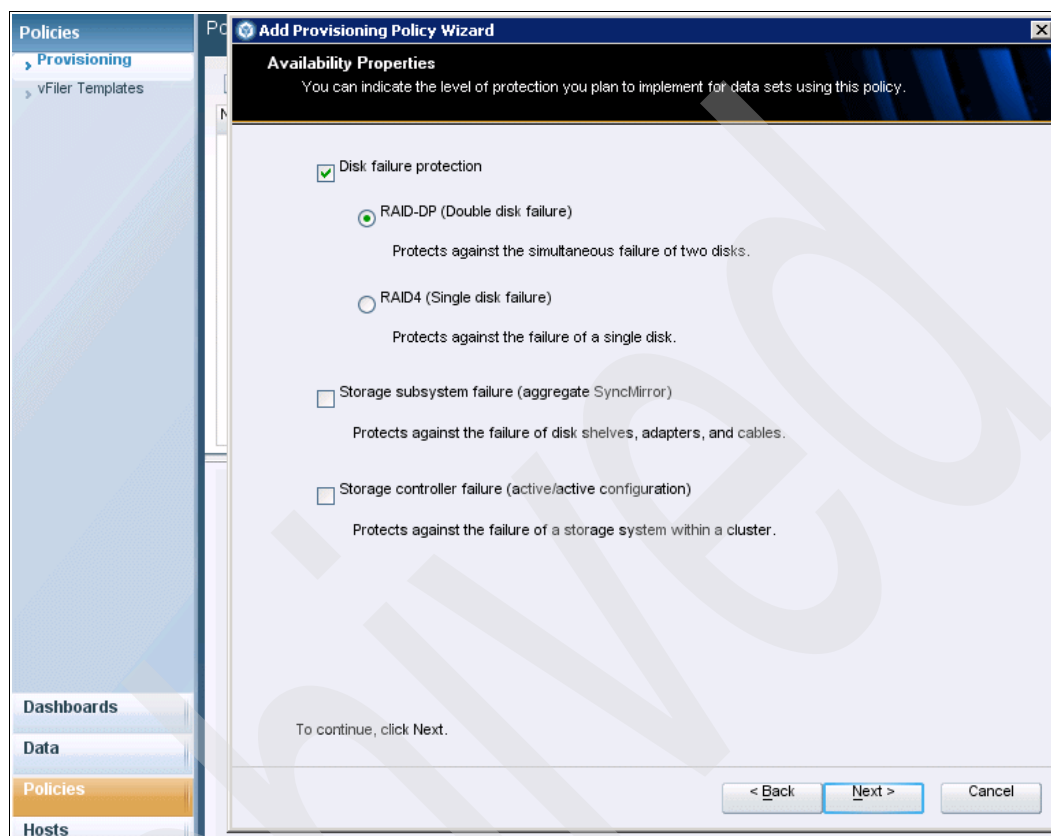 Policies
Provisioning
vFiler Templates
Add Provisioning Policy Wizard
Availability Properties
You can indicate the level of protection you plan to implement for data sets using this policy.
Disk failure protection
RAID-DP (Double disk failure)
Protects against the simultaneous failure of two disks.
RAID4 (Single disk failure)
Protects against the failure of a single disk.
Storage subsystem failure (aggregate SyncMirror)
Protects against the failure of disk shelves, adapters, and cables.
Storage controller failure (active/active configuration)
Protects against the failure of a storage system within a cluster.
To continue, click Next.
< Back
Next >
Cancel
Dashboards
Data
Policies
Hosts